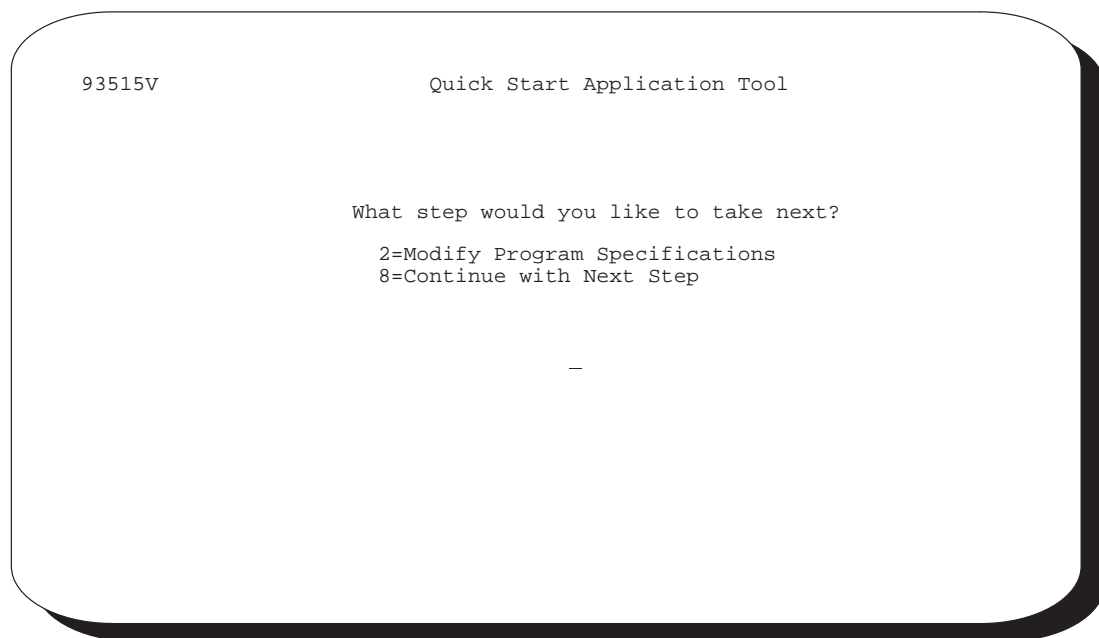 93515V Quick Start Application Tool
What step would you like to take next?
2=Modify Program Specifications
8=Continue with Next Step
_